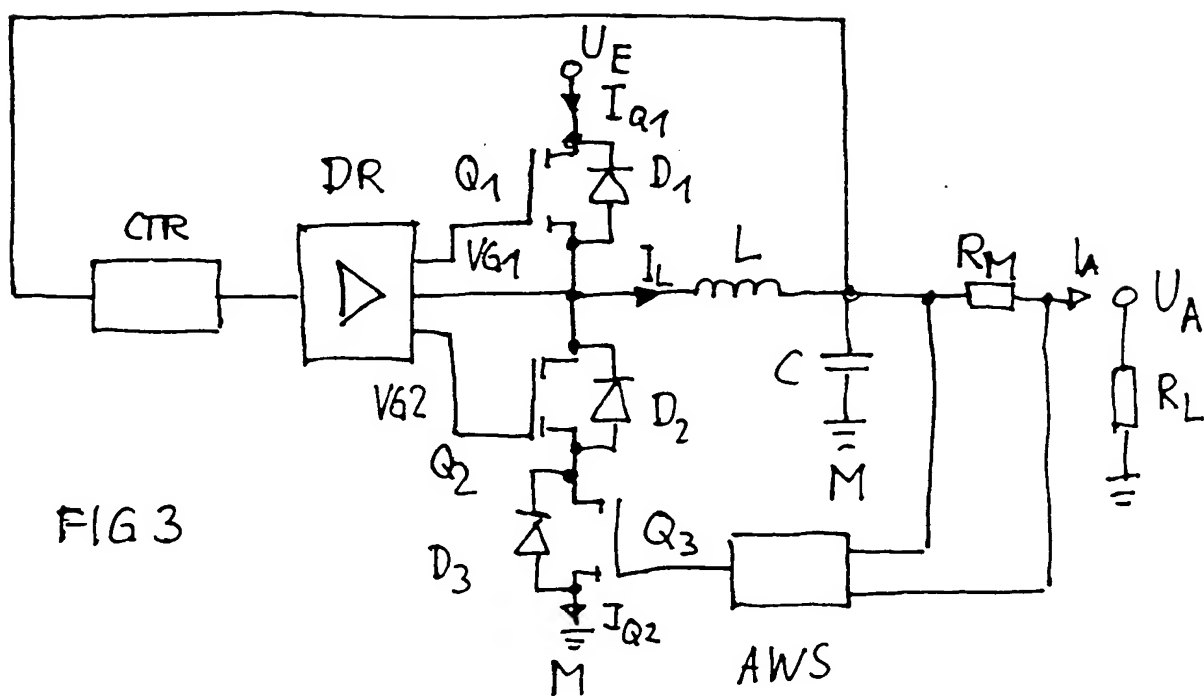 U_E
I_Q1
DR
Q1
D1
CTR
VG1
I_L
L
R_M
I_A
U_A
VG2
D2
C
R_L
Q2
M
FIG 3
D3
Q3
I_Q2
M
AWS